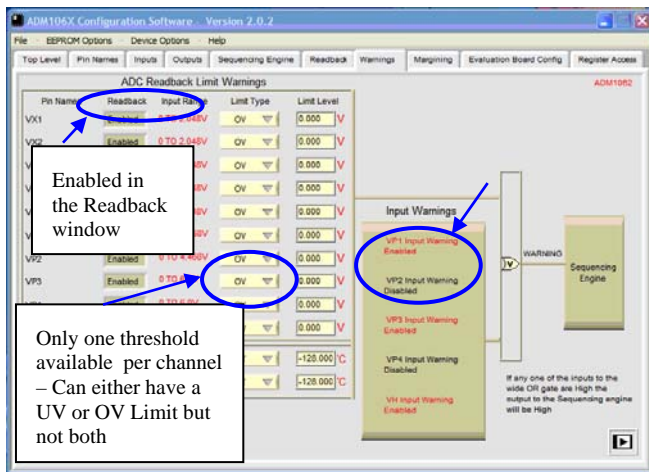 ADM106X Configuration Software - Version 2.0.2
File EEPROM Options Device Options Help
Top Level Pin Names Inputs Outputs Sequencing Engine Readback Warnings Margining Evaluation Board Config Register Access
ADC Readback Limit Warnings
ADM1062
Pin Names Readback Input Range Limit Type Limit Level
VX1 Enabled 0 TO 2.048V OV 0.000 V
VX2 Enabled 0 TO 2.048V OV 0.000 V
OV 0.000 V
OV 0.000 V
OV 0.000 V
OV 0.000 V
VP2 Enabled OV 0.000 V
VP3 Enabled 0 TO OV 0.000 V
0.000 V
OV 0.000 V
-128.000 °C
-128.000 °C
Enabled in
the Readback
window
Only one threshold
available per channel
– Can either have a
UV or OV Limit but
not both
Input Warnings
VP1 Input Warning
Enabled
VP2 Input Warning
Disabled
VP3 Input Warning
Enabled
VP4 Input Warning
Disabled
VH Input Warning
Enabled
WARNING
Sequencing
Engine
If any one of the inputs to the
wide OR gate are High the
output to the Sequencing engine
will be High